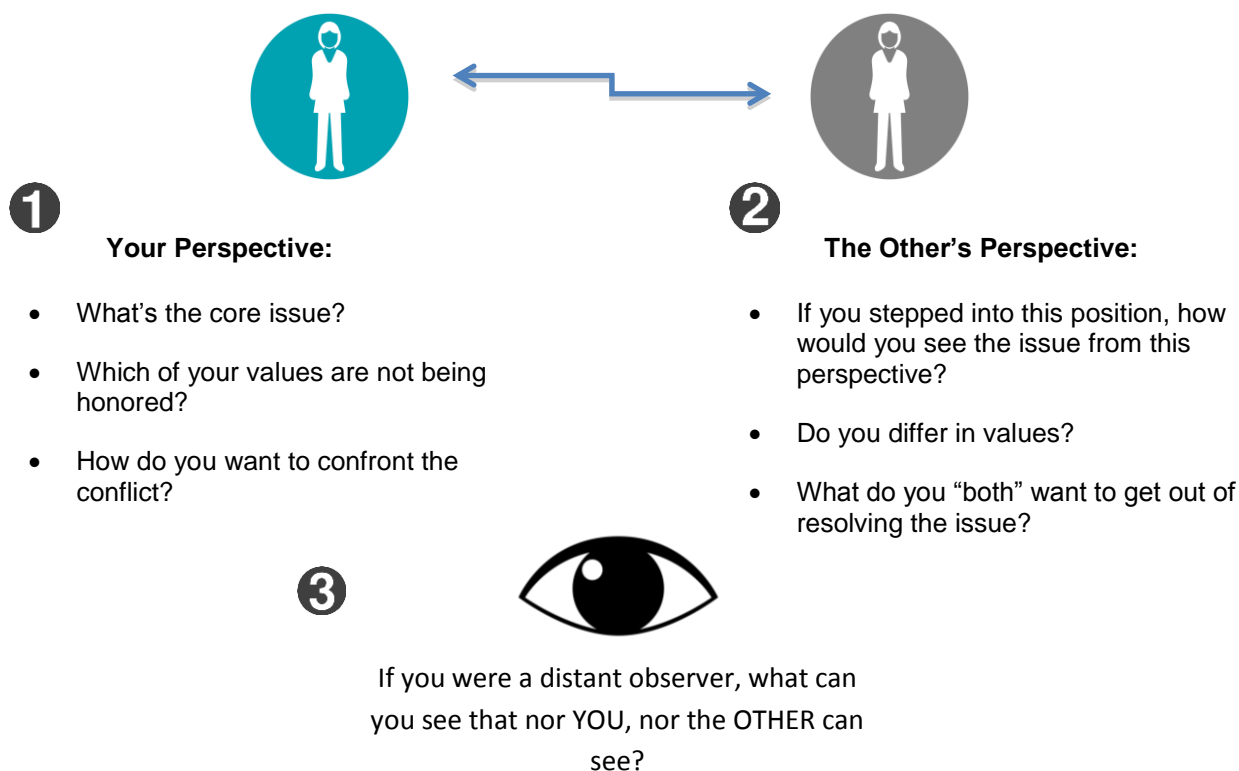 1
Your Perspective:
• What’s the core issue?
• Which of your values are not being
honored?
• How do you want to confront the
conflict?
2
The Other’s Perspective:
• If you stepped into this position, how
would you see the issue from this
perspective?
• Do you differ in values?
• What do you “both” want to get out of
resolving the issue?
3
If you were a distant observer, what can
you see that nor YOU, nor the OTHER can
see?